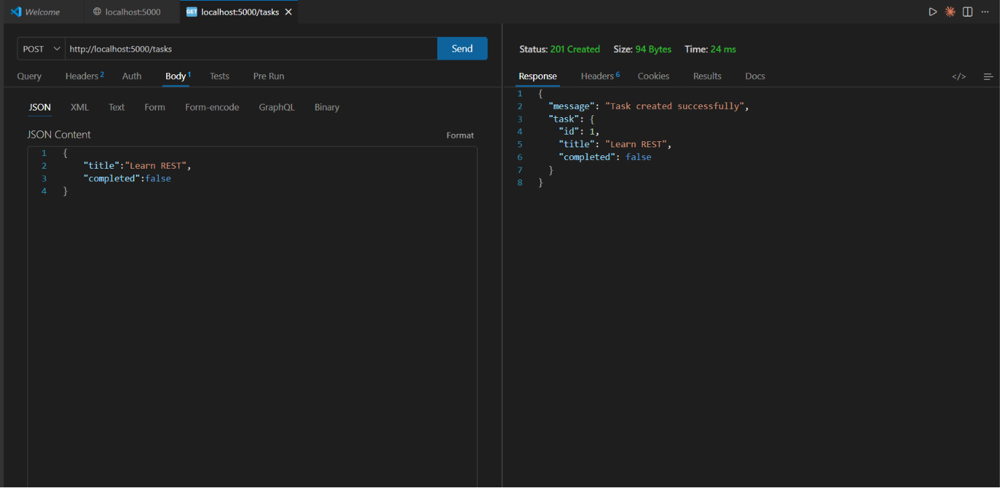 Welcome localhost:5000 GET localhost:5000/tasks
POST http://localhost:5000/tasks Send
Query Headers 2 Auth Body 1 Tests Pre Run
JSON XML Text Form Form-encode GraphQL Binary
JSON Content Format
1 {
2 "title":"Learn REST",
3 "completed":false
4 }
Status: 201 Created Size: 94 Bytes Time: 24 ms
Response Headers 6 Cookies Results Docs </>
1 {
2 "message": "Task created successfully",
3 "task": {
4 "id": 1,
5 "title": "Learn REST",
6 "completed": false
7 }
8 }